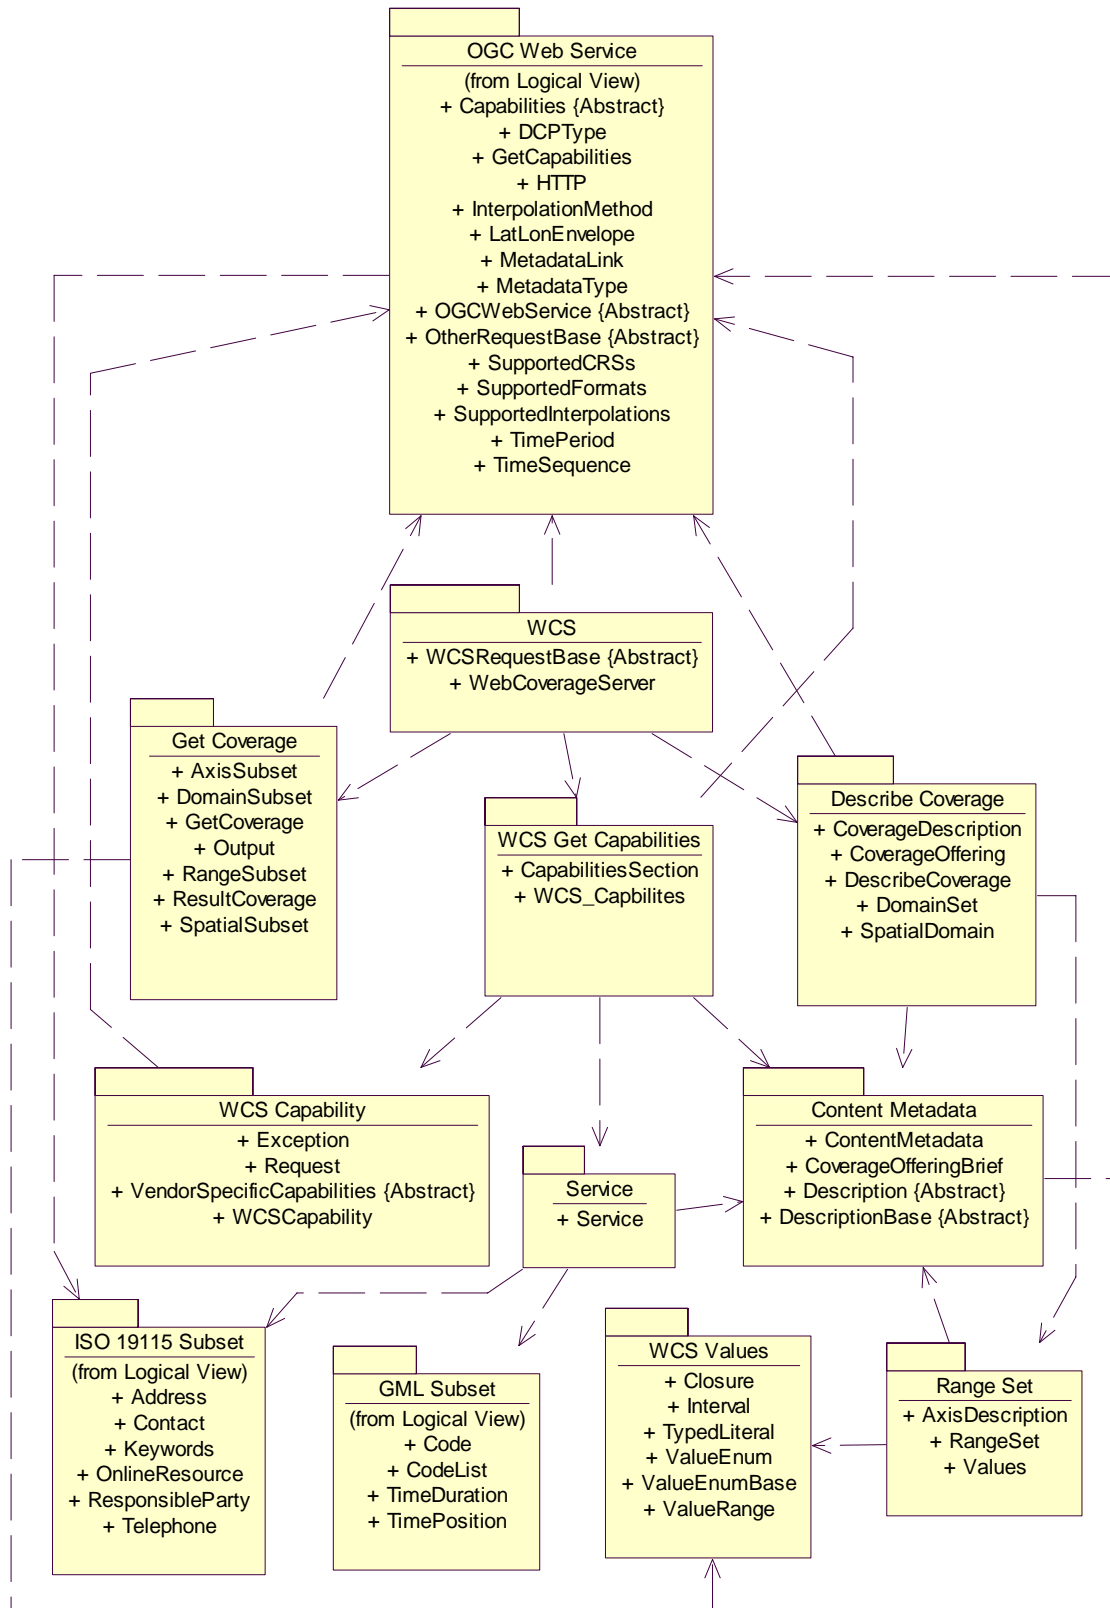 OGC Web Service
(from Logical View)
+ Capabilities {Abstract}
+ DCPType
+ GetCapabilities
+ HTTP
+ InterpolationMethod
+ LatLonEnvelope
+ MetadataLink
+ MetadataType
+ OGCWebService {Abstract}
+ OtherRequestBase {Abstract}
+ SupportedCRSs
+ SupportedFormats
+ SupportedInterpolations
+ TimePeriod
+ TimeSequence
WCS
+ WCSRequestBase {Abstract}
+ WebCoverageServer
Get Coverage
+ AxisSubset
+ DomainSubset
+ GetCoverage
+ Output
+ RangeSubset
+ ResultCoverage
+ SpatialSubset
WCS Get Capabilities
+ CapabilitiesSection
+ WCS_Capbilites
Describe Coverage
+ CoverageDescription
+ CoverageOffering
+ DescribeCoverage
+ DomainSet
+ SpatialDomain
WCS Capability
+ Exception
+ Request
+ VendorSpecificCapabilities {Abstract}
+ WCSCapability
Service
+ Service
Content Metadata
+ ContentMetadata
+ CoverageOfferingBrief
+ Description {Abstract}
+ DescriptionBase {Abstract}
ISO 19115 Subset
(from Logical View)
+ Address
+ Contact
+ Keywords
+ OnlineResource
+ ResponsibleParty
+ Telephone
GML Subset
(from Logical View)
+ Code
+ CodeList
+ TimeDuration
+ TimePosition
WCS Values
+ Closure
+ Interval
+ TypedLiteral
+ ValueEnum
+ ValueEnumBase
+ ValueRange
Range Set
+ AxisDescription
+ RangeSet
+ Values